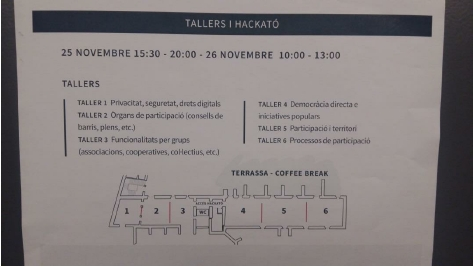 TALLERS I HACKATÓ
25 NOVEMBRE 15:30 - 20:00 - 26 NOVEMBRE 10:00 - 13:00
TALLERS
TALLER 1 Privacitat, seguretat, drets digitals
TALLER 2 Organs de participació (consells de
barris, plens, etc.)
TALLER 3 Funcionalitats per grups
(associacions, cooperatives, col·lectius, etc.)
TALLER 4 Democràcia directa e
iniciatives populars
TALLER 5 Participació i territori
TALLER 6 Processos de participació
TERRASSA - COFFEE BREAK
1 2 3 WC 4 5 6